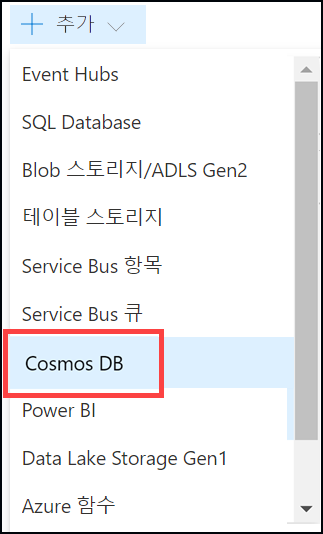 추가
Event Hubs
SQL Database
Blob 스토리지/ADLS Gen2
테이블 스토리지
Service Bus 항목
Service Bus 큐
Cosmos DB
Power BI
Data Lake Storage Gen1
Azure 함수